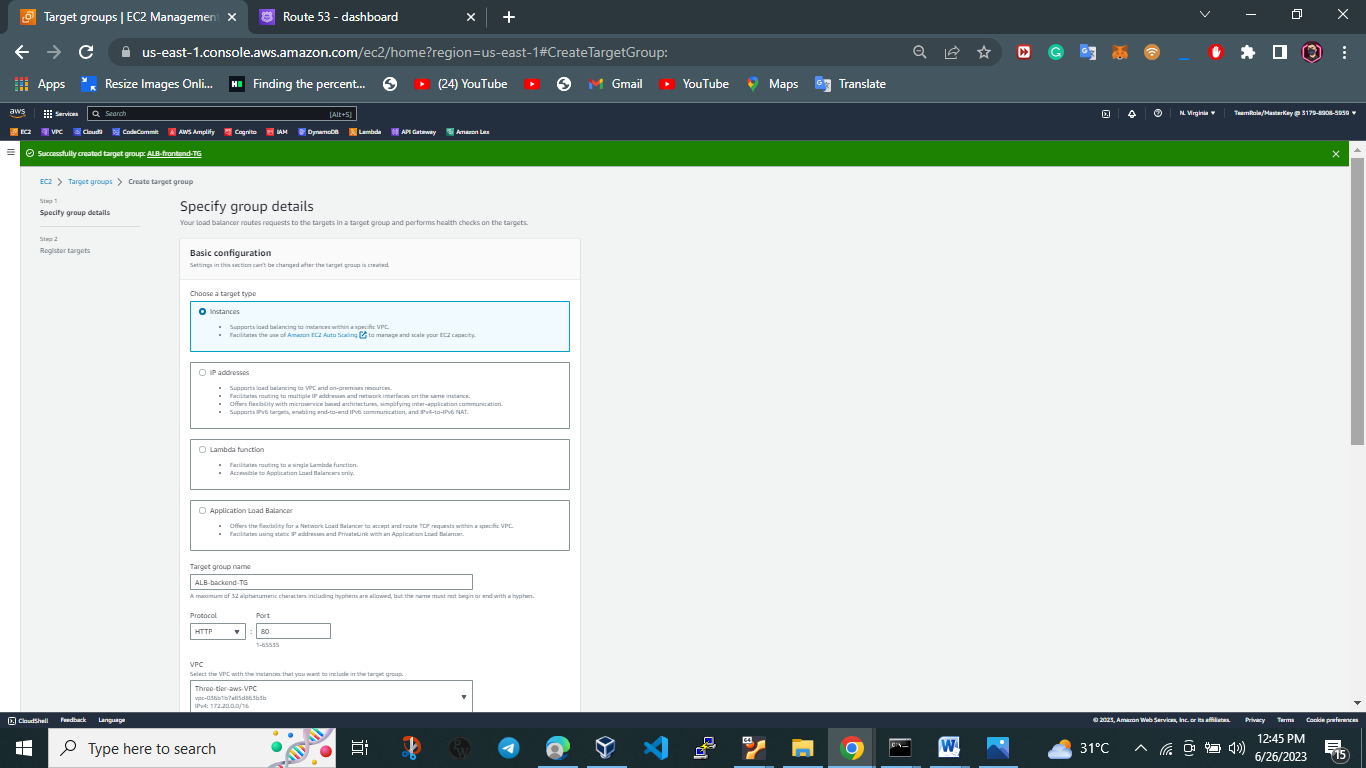 Target groups | EC2 Management
Route 53 - dashboard
us-east-1.console.aws.amazon.com/ec2/home?region=us-east-1#CreateTargetGroup:
Apps
Resize Images Onli...
Finding the percent...
(24) YouTube
Gmail
YouTube
Maps
Translate
aws
Services
Search
[Alt+S]
N. Virginia
TeamRole/MasterKey @ 3179-8908-5959
EC2
VPC
Cloud9
CodeCommit
AWS Amplify
Cognito
IAM
DynamoDB
Lambda
API Gateway
Amazon Lex
Successfully created target group: ALB-frontend-TG
EC2 > Target groups > Create target group
Step 1
Specify group details
Step 2
Register targets
Specify group details
Your load balancer routes requests to the targets in a target group and performs health checks on the targets.
Basic configuration
Settings in this section can't be changed after the target group is created.
Choose a target type
Instances
Supports load balancing to instances within a specific VPC.
Facilitates the use of Amazon EC2 Auto Scaling to manage and scale your EC2 capacity.
IP addresses
Supports load balancing to VPC and on-premises resources.
Facilitates routing to multiple IP addresses and network interfaces on the same instance.
Offers flexibility with microservice based architectures, simplifying inter-application communication.
Supports IPv6 targets, enabling end-to-end IPv6 communication, and IPv4-to-IPv6 NAT.
Lambda function
Facilitates routing to a single Lambda function.
Accessible to Application Load Balancers only.
Application Load Balancer
Offers the flexibility for a Network Load Balancer to accept and route TCP requests within a specific VPC.
Facilitates using static IP addresses and PrivateLink with an Application Load Balancer.
Target group name
ALB-backend-TG
A maximum of 32 alphanumeric characters including hyphens are allowed, but the name must not begin or end with a hyphen.
Protocol
Port
HTTP
:
80
1-65535
VPC
Select the VPC with the instances that you want to include in the target group.
Three-tier-aws-VPC
vpc-036b1b7a85d863b3b
IPv4: 172.20.0.0/16
CloudShell
Feedback
Language
© 2023, Amazon Web Services, Inc. or its affiliates.
Privacy
Terms
Cookie preferences
Type here to search
31°C
12:45 PM
6/26/2023
15